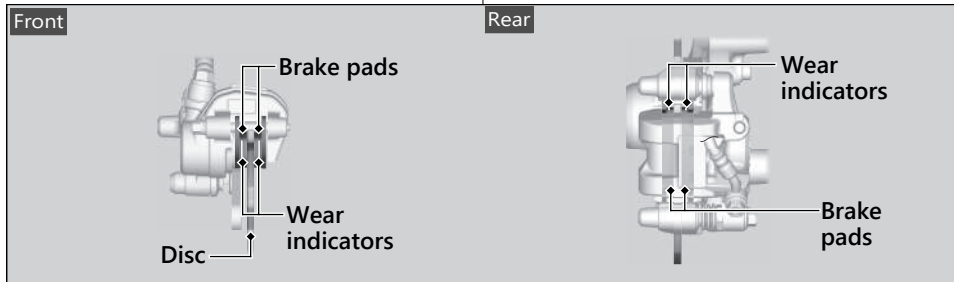 Front
Brake pads
Wear
indicators
Disc
Rear
Wear
indicators
Brake
pads